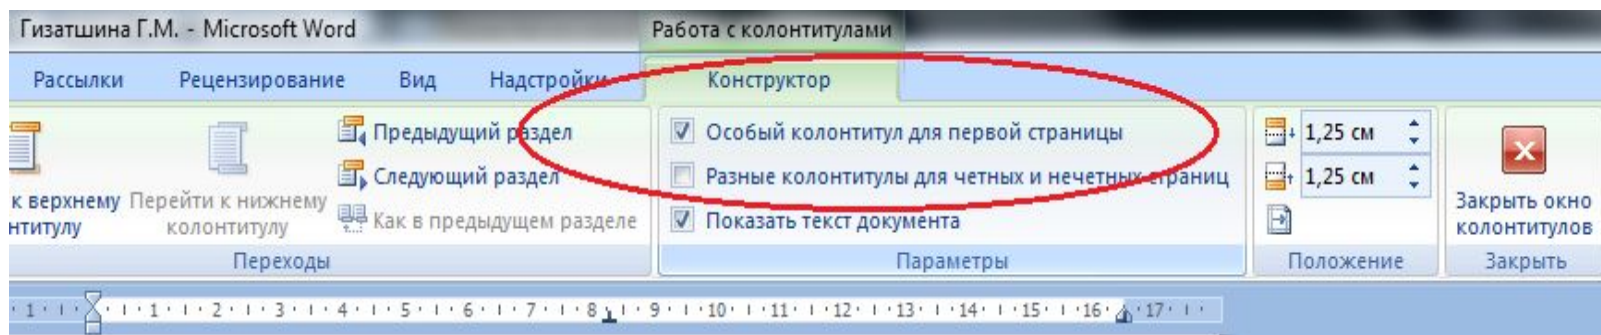 Гизатшина Г.М. - Microsoft Word
Работа с колонтитулами
Рассылки Рецензирование Вид Надстройки Конструктор
к верхнему
нтитулу
Перейти к нижнему
колонтитулу
Предыдущий раздел
Следующий раздел
Как в предыдущем разделе
Переходы
Особый колонтитул для первой страницы
Разные колонтитулы для четных и нечетных страниц
Показать текст документа
Параметры
1,25 см
1,25 см
Положение
Закрыть окно
колонтитулов
Закрыть
1 1 2 3 4 5 6 7 8 9 10 11 12 13 14 15 16 17